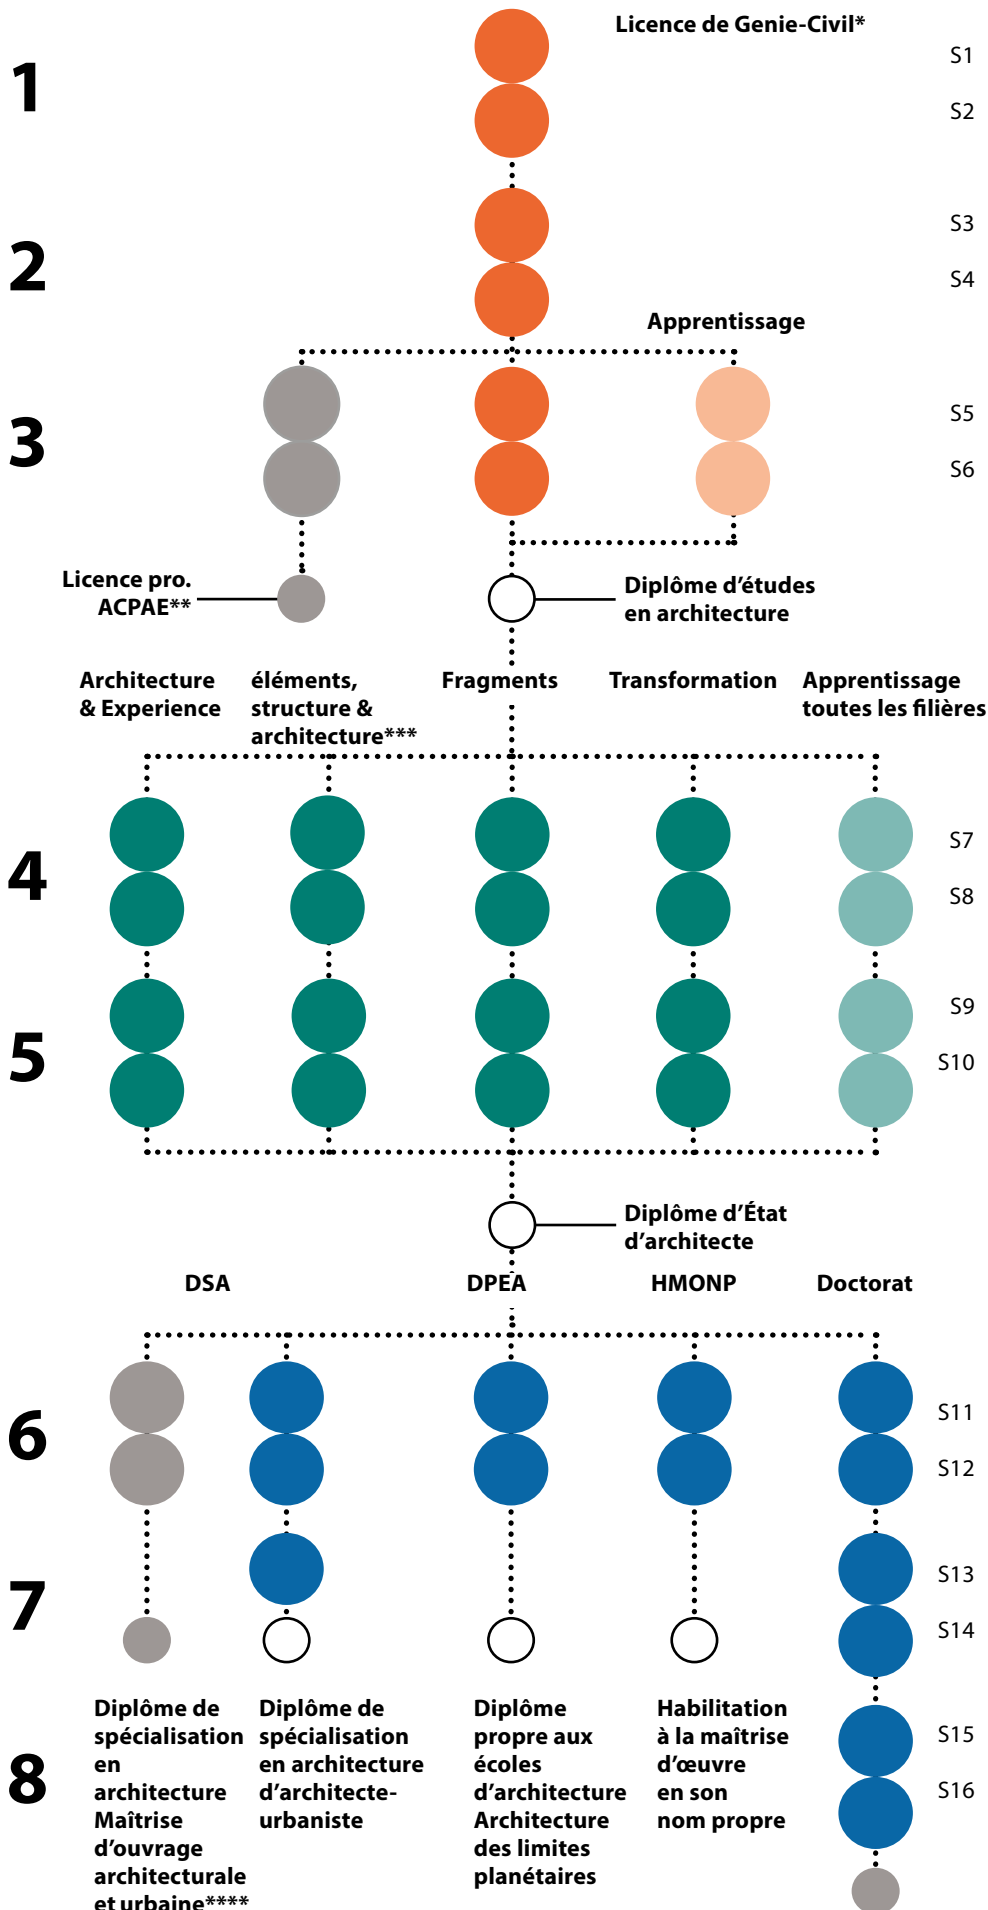 Licence de Genie-Civil*
1
S1
S2
2
S3
S4
Apprentissage
3
S5
S6
Licence pro.
ACPAE**
Diplôme d’études
en architecture
Architecture
& Experience
éléments,
structure &
architecture***
Fragments
Transformation
Apprentissage
toutes les filières
4
S7
S8
5
S9
S10
Diplôme d’État
d’architecte
DSA
DPEA
HMONP
Doctorat
6
S11
S12
7
S13
S14
8
S15
S16
Diplôme de
spécialisation
en
architecture
Maîtrise
d’ouvrage
architecturale
et urbaine****
Diplôme de
spécialisation
en architecture
d’architecte-
urbaniste
Diplôme
propre aux
écoles
d’architecture
Architecture
des limites
planétaires
Habilitation
à la maîtrise
d’œuvre
en son
nom propre